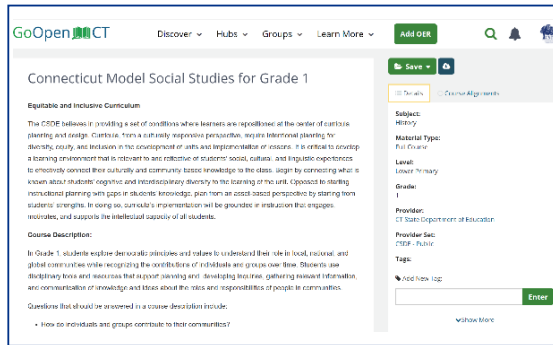 GoOpen CT
Discover Hubs Groups Learn More Add OER
Connecticut Model Social Studies for Grade 1
Equitable and Inclusive Curriculum
The CSDE believes in providing a set of conditions where learners are repositioned at the center of curricula
planning and design. Curricula, from a culturally responsive perspective, require intentional planning for
diversity, equity, and inclusion in the development of units and implementation of lessons. It is critical to develop
a learning environment that is relevant to and reflective of students' social, cultural, and linguistic experiences
to effectively connect their culturally and community-based knowledge to the class. Begin by connecting what is
known about students' cognitive and interdisciplinary diversity to the learning of the unit. Opposed to starting
instructional planning with gaps in students' knowledge, plan from an asset-based perspective by starting from
students' strengths. In doing so, curricula's implementation will be grounded in instruction that engages,
motivates, and supports the intellectual capacity of all students.
Course Description:
In Grade 1, students explore democratic principles and values to understand their role in local, national, and
global communities while recognizing the contributions of individuals and groups over time. Students use
disciplinary tools and resources that support planning and developing inquiries, gathering relevant information,
and communication of knowledge and ideas about the roles and responsibilities of people in communities.
Questions that should be answered in a course description include:
• How do individuals and groups contribute to their communities?
Save
Details Course Alignments
Subject:
History
Material Type:
Full Course
Level:
Lower Primary
Grade:
1
Provider:
CT State Department of Education
Provider Set:
CSDE - Public
Tags:
Add New Tag:
Enter
Show More